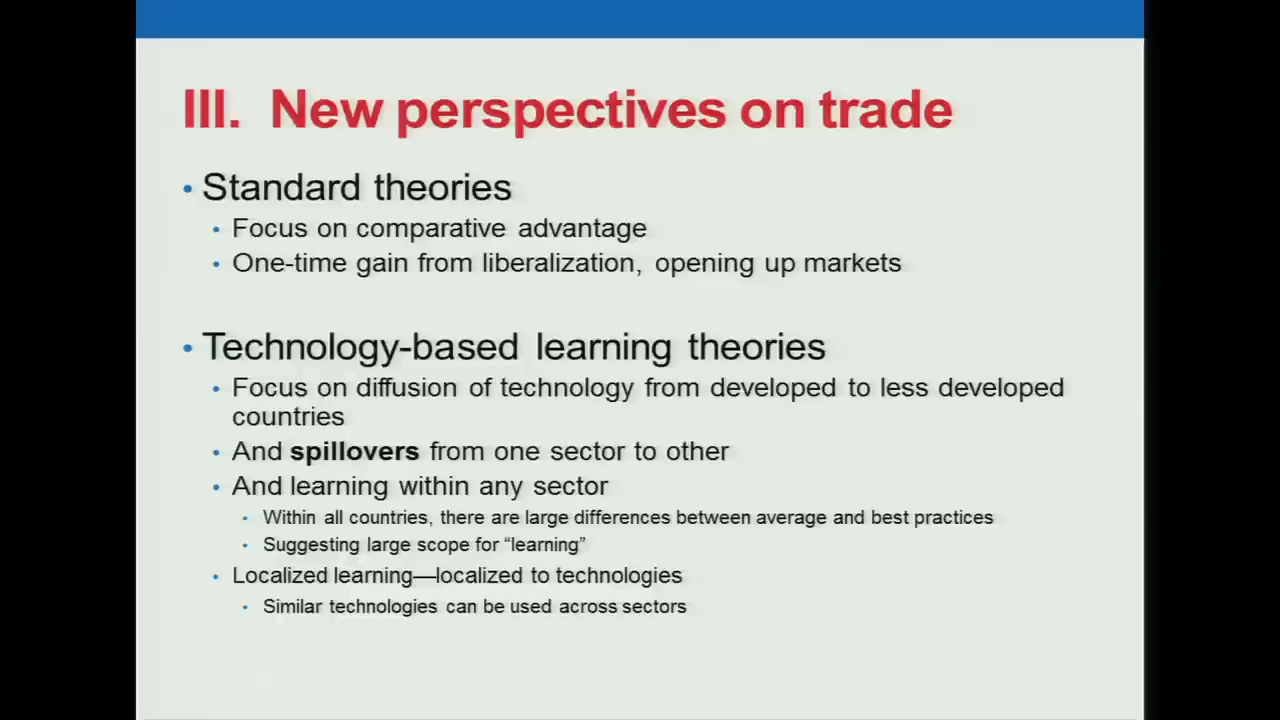 III. New perspectives on trade
• Standard theories
• Focus on comparative advantage
• One-time gain from liberalization, opening up markets
• Technology-based learning theories
• Focus on diffusion of technology from developed to less developed
countries
• And spillovers from one sector to other
• And learning within any sector
• Within all countries, there are large differences between average and best practices
• Suggesting large scope for “learning”
• Localized learning—localized to technologies
• Similar technologies can be used across sectors